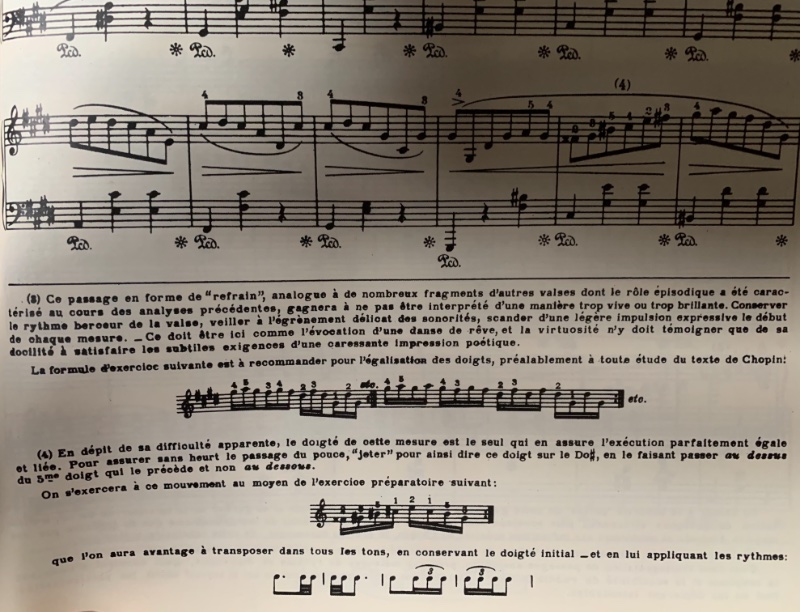 (4)
(3) Ce passage en forme de "refrain", analogue à de nombreux fragments d'autres valses dont le rôle épisodique a été carac-
térisé au cours des analyses précédentes, gagnera à ne pas être interprété d'une manière trop vive ou trop brillante. Conserver
le rythme berceur de la valse, veiller à l'égrènement délicat des sonorités, scander d'une légère impulsion expressive le début
de chaque mesure. _ Ce doit être ici comme l'évocation d'une danse de rêve, et la virtuosité n'y doit témoigner que de sa
docilité à satisfaire les subtiles exigences d'une caressante impression poétique.
La formule d'exercice suivante est à recommander pour l'égalisation des doigts, préalablement à toute étude du texte de Chopin:
etc. etc.
(4) En dépit de sa difficulté apparente, le doigté de cette mesure est le seul qui en assure l'exécution parfaitement égale
et liée. Pour assurer sans heurt le passage du pouce, "jeter" pour ainsi dire ce doigt sur le Do#, en le faisant passer au dessus
du 5me doigt qui le précède et non au dessous.
On s'exercera à ce mouvement au moyen de l'exercice préparatoire suivant:
que l'on aura avantage à transposer dans tous les tons, en conservant le doigté initial _ et en lui appliquant les rythmes: